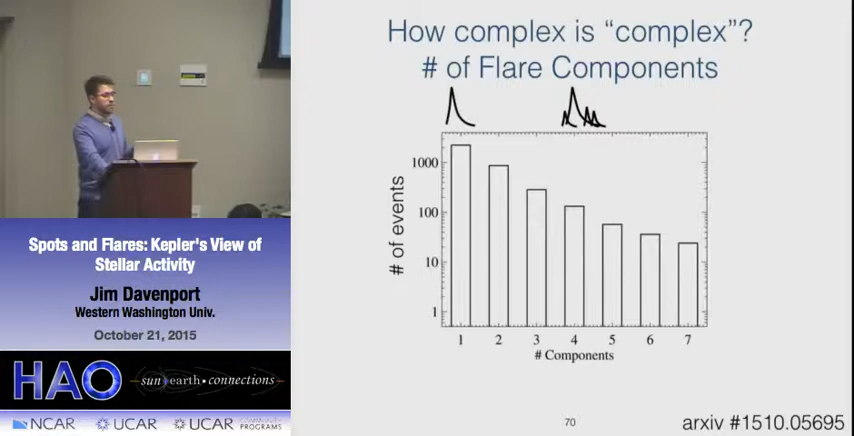 How complex is “complex”?
# of Flare Components
1000
100
10
1
# of events
1 2 3 4 5 6 7
# Components
70
arxiv #1510.05695
Spots and Flares: Kepler's View of
Stellar Activity
Jim Davenport
Western Washington Univ.
October 21, 2015
HAO
sun earth • connections
NCAR
UCAR
UCAR
PROGRAMS